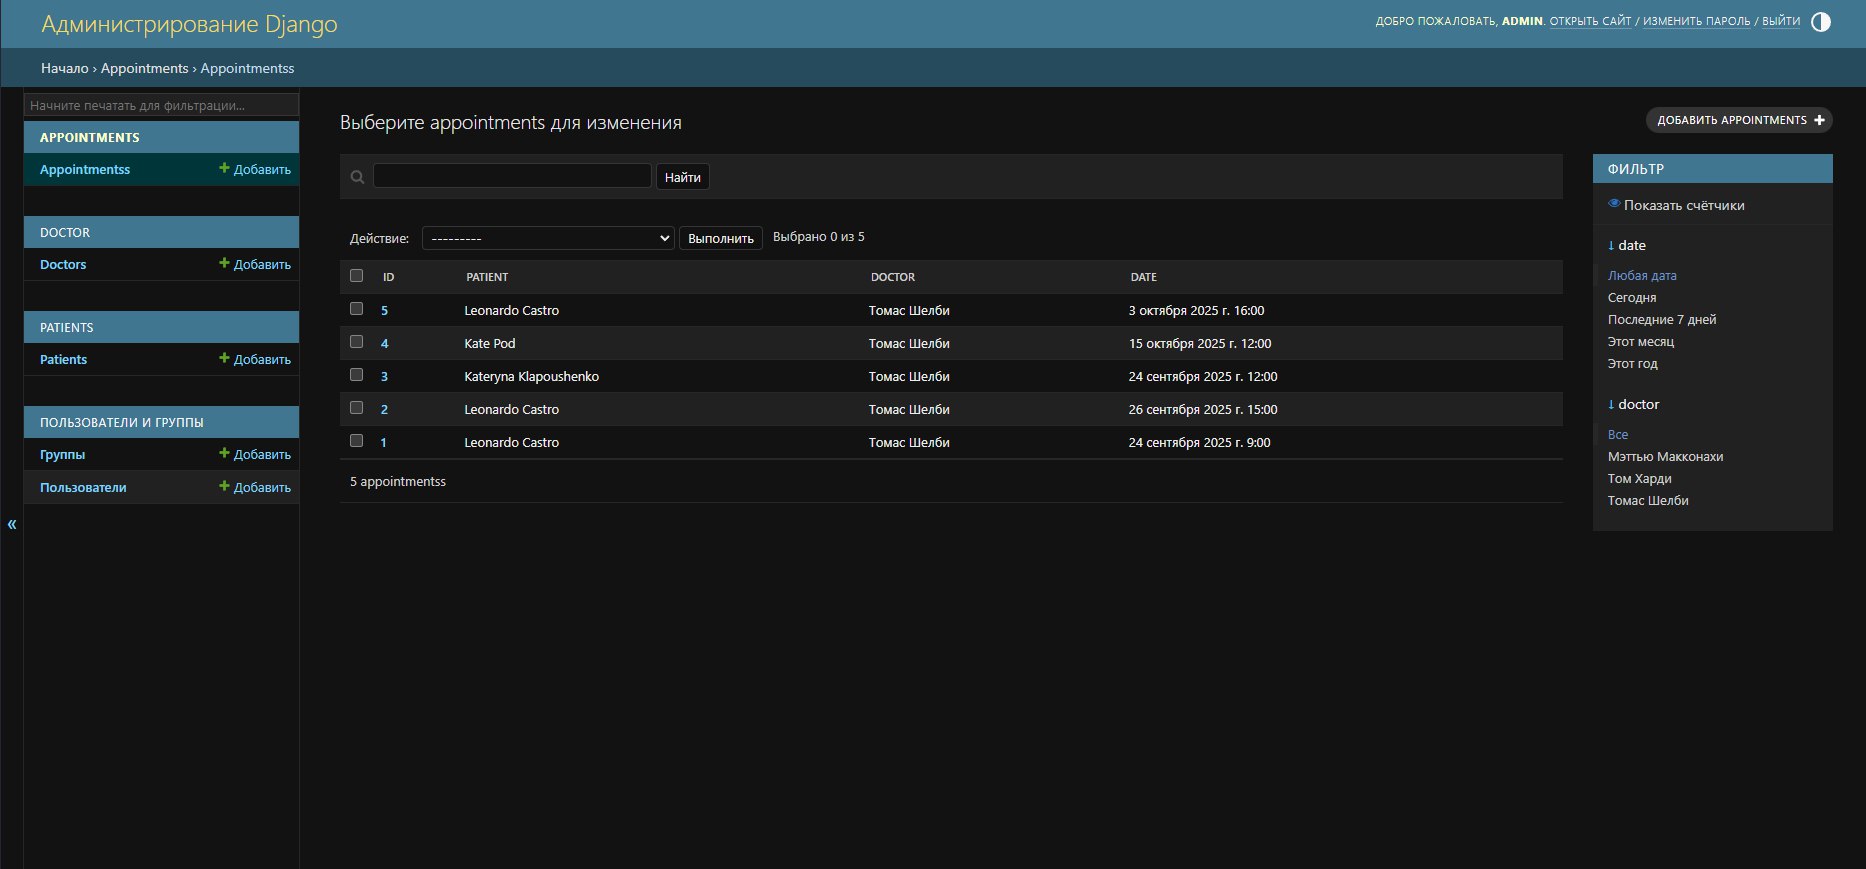 Администрирование Django
ДОБРО ПОЖАЛОВАТЬ, ADMIN. ОТКРЫТЬ САЙТ / ИЗМЕНИТЬ ПАРОЛЬ / ВЫЙТИ
Начало › Appointments › Appointmentss
Начните печатать для фильтрации...
APPOINTMENTS
Appointmentss + Добавить
DOCTOR
Doctors + Добавить
PATIENTS
Patients + Добавить
ПОЛЬЗОВАТЕЛИ И ГРУППЫ
Группы + Добавить
Пользователи + Добавить
«
Выберите appointments для изменения
ДОБАВИТЬ APPOINTMENTS +
Найти
Действие: --------- Выполнить Выбрано 0 из 5
ID PATIENT DOCTOR DATE
5 Leonardo Castro Томас Шелби 3 октября 2025 г. 16:00
4 Kate Pod Томас Шелби 15 октября 2025 г. 12:00
3 Kateryna Klapoushenko Томас Шелби 24 сентября 2025 г. 12:00
2 Leonardo Castro Томас Шелби 26 сентября 2025 г. 15:00
1 Leonardo Castro Томас Шелби 24 сентября 2025 г. 9:00
5 appointmentss
ФИЛЬТР
Показать счётчики
↓ date
Любая дата
Сегодня
Последние 7 дней
Этот месяц
Этот год
↓ doctor
Все
Мэттью Макконахи
Том Харди
Томас Шелби